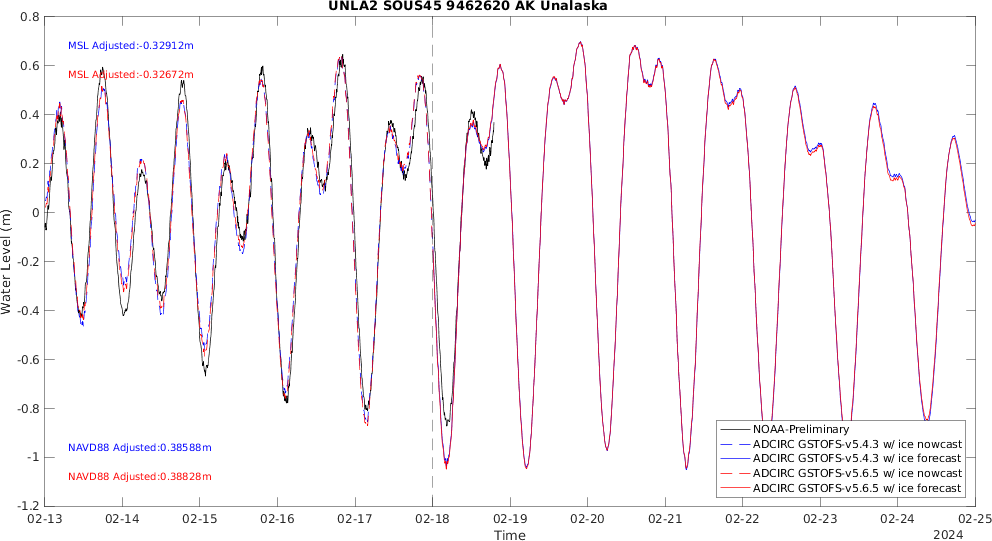 UNLA2 SOUS45 9462620 AK Unalaska
0.8
0.6
0.4
0.2
0
-0.2
-0.4
-0.6
-0.8
-1
-1.2
Water Level (m)
MSL Adjusted:-0.32912m
MSL Adjusted:-0.32672m
NAVD88 Adjusted:0.38588m
NAVD88 Adjusted:0.38828m
NOAA-Preliminary
ADCIRC GSTOFS-v5.4.3 w/ ice nowcast
ADCIRC GSTOFS-v5.4.3 w/ ice forecast
ADCIRC GSTOFS-v5.6.5 w/ ice nowcast
ADCIRC GSTOFS-v5.6.5 w/ ice forecast
02-13 02-14 02-15 02-16 02-17 02-18 02-19 02-20 02-21 02-22 02-23 02-24 02-25
Time
2024